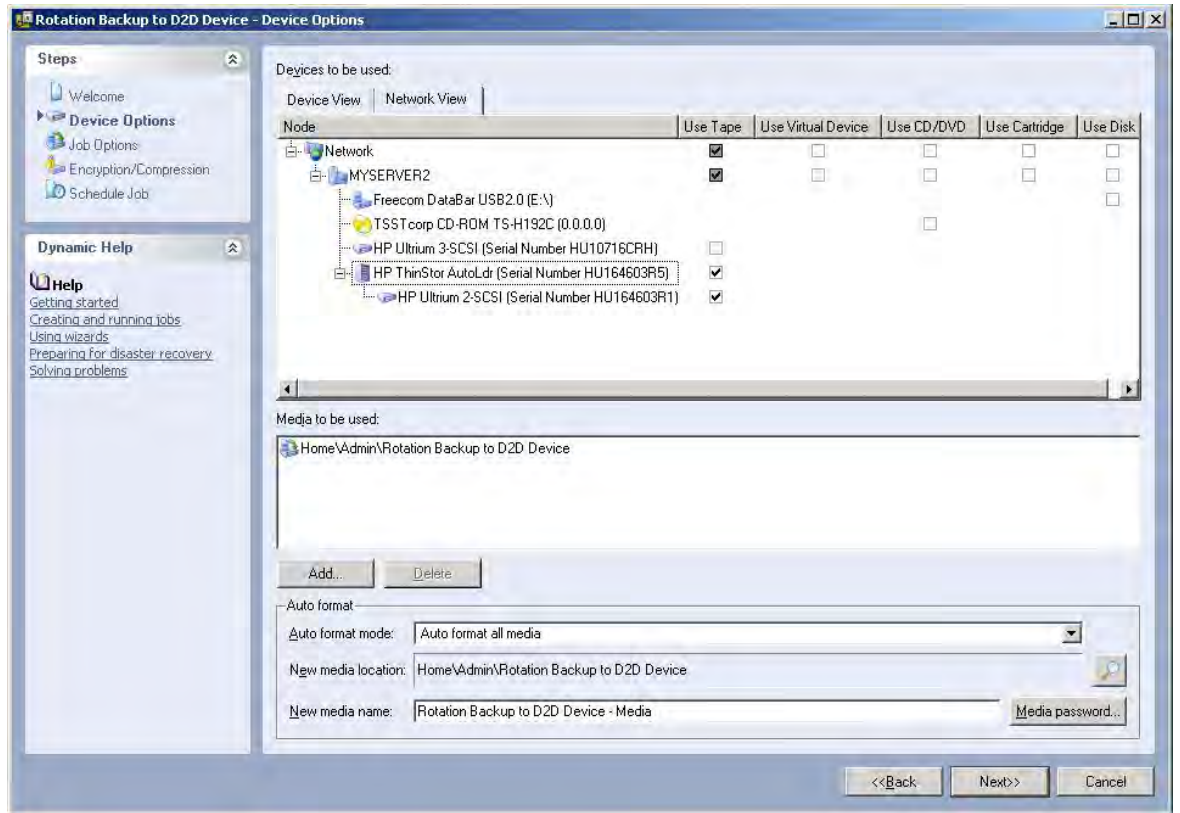 Rotation Backup to D2D Device - Device Options
Steps
Welcome
Device Options
Job Options
Encryption/Compression
Schedule Job
Dynamic Help
Help
Getting started
Creating and running jobs
Using wizards
Preparing for disaster recovery
Solving problems
Devices to be used:
Device View Network View
Node Use Tape Use Virtual Device Use CD/DVD Use Cartridge Use Disk
Network
MYSERVER2
Freecom DataBar USB2.0 (E:\)
TSSTcorp CD-ROM TS-H192C (0.0.0.0)
HP Ultrium 3-SCSI (Serial Number HU10716CRH)
HP ThinStor AutoLdr (Serial Number HU164603R5)
HP Ultrium 2-SCSI (Serial Number HU164603R1)
Media to be used:
Home\Admin\Rotation Backup to D2D Device
Add... Delete
Auto format
Auto format mode: Auto format all media
New media location: Home\Admin\Rotation Backup to D2D Device
New media name: Rotation Backup to D2D Device - Media Media password...
<<Back Next>> Cancel